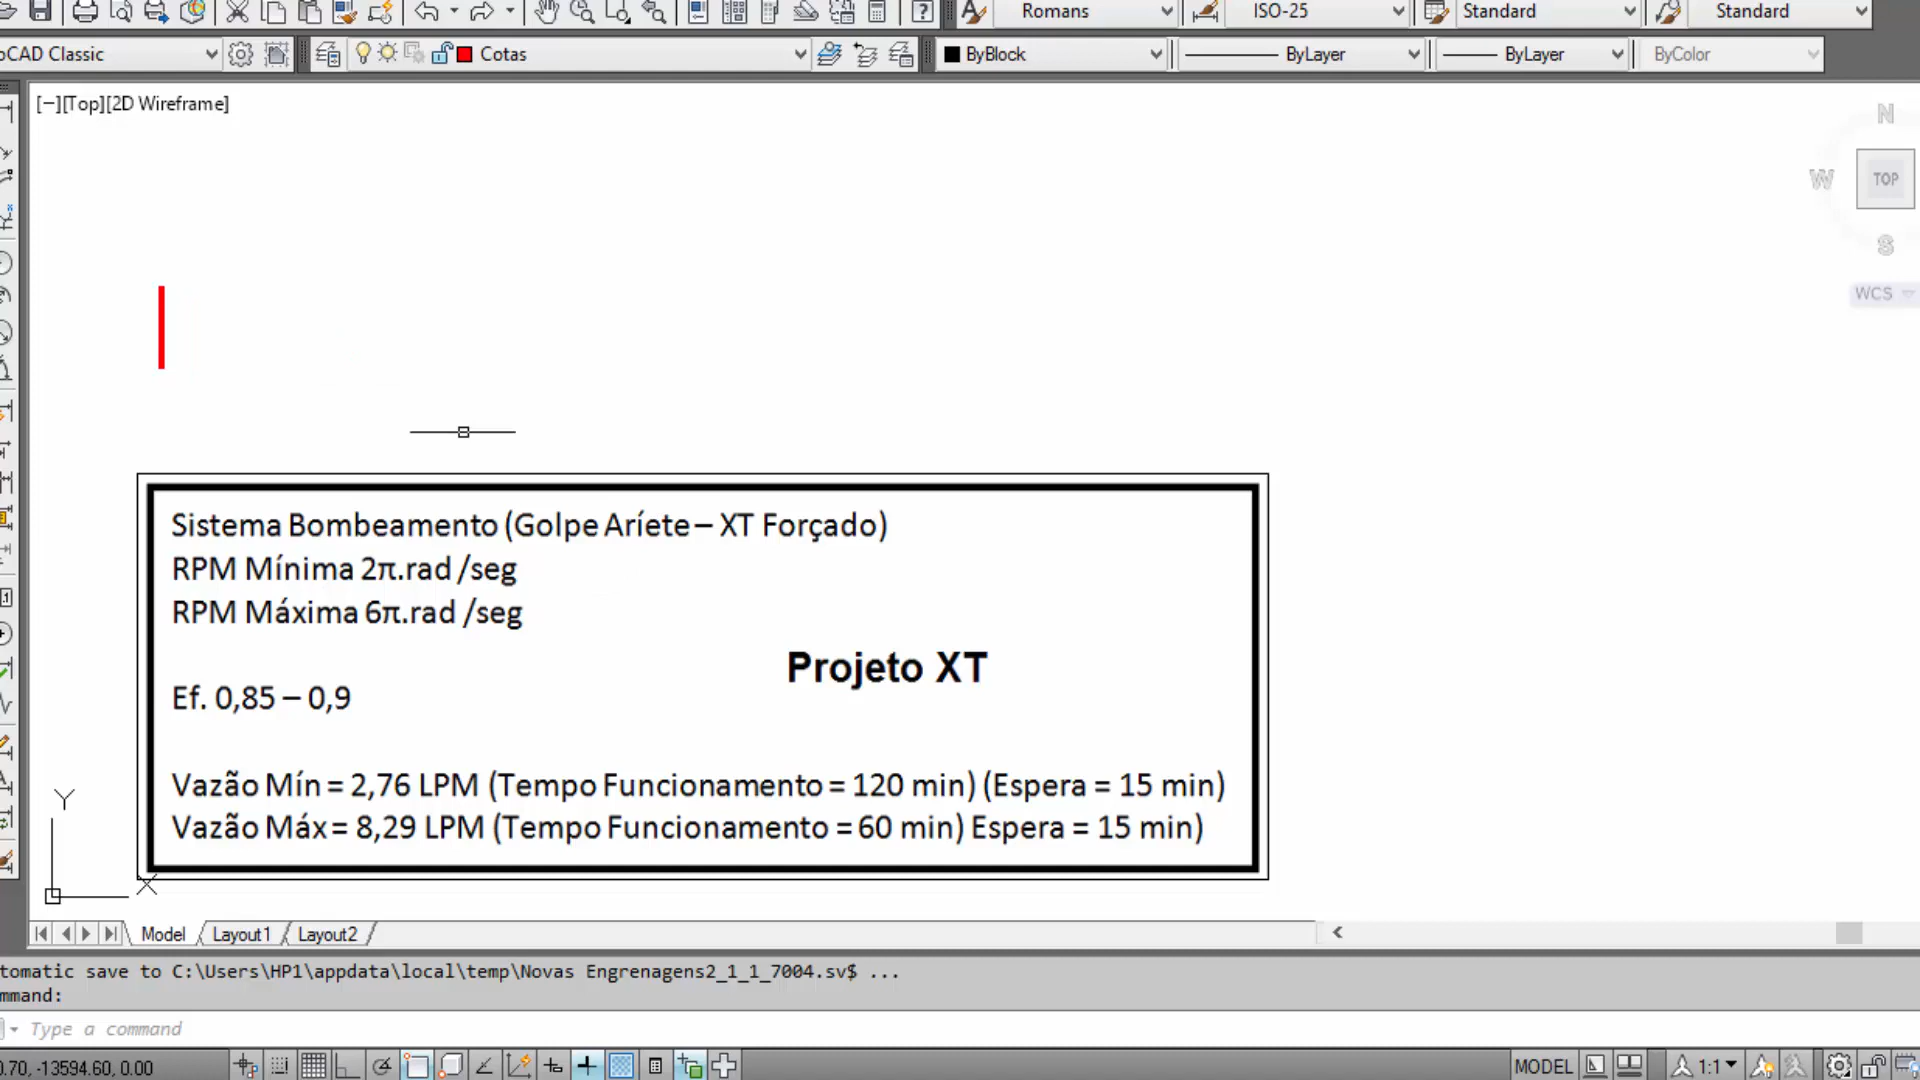 Romans
ISO-25
Standard
Standard
oCAD Classic
Cotas
ByBlock
ByLayer
ByLayer
ByColor
[−][Top][2D Wireframe]
N
W
TOP
S
WCS
Sistema Bombeamento (Golpe Aríete – XT Forçado)
RPM Mínima 2π.rad /seg
RPM Máxima 6π.rad /seg
Projeto XT
Ef. 0,85 – 0,9
Vazão Mín = 2,76 LPM (Tempo Funcionamento = 120 min) (Espera = 15 min)
Vazão Máx = 8,29 LPM (Tempo Funcionamento = 60 min) Espera = 15 min)
Y
X
Model
Layout1
Layout2
tomatic save to C:\Users\HP1\appdata\local\temp\Novas Engrenagens2_1_1_7004.sv$ ...
mmand:
Type a command
0.70, -13594.60, 0.00
MODEL
1:1